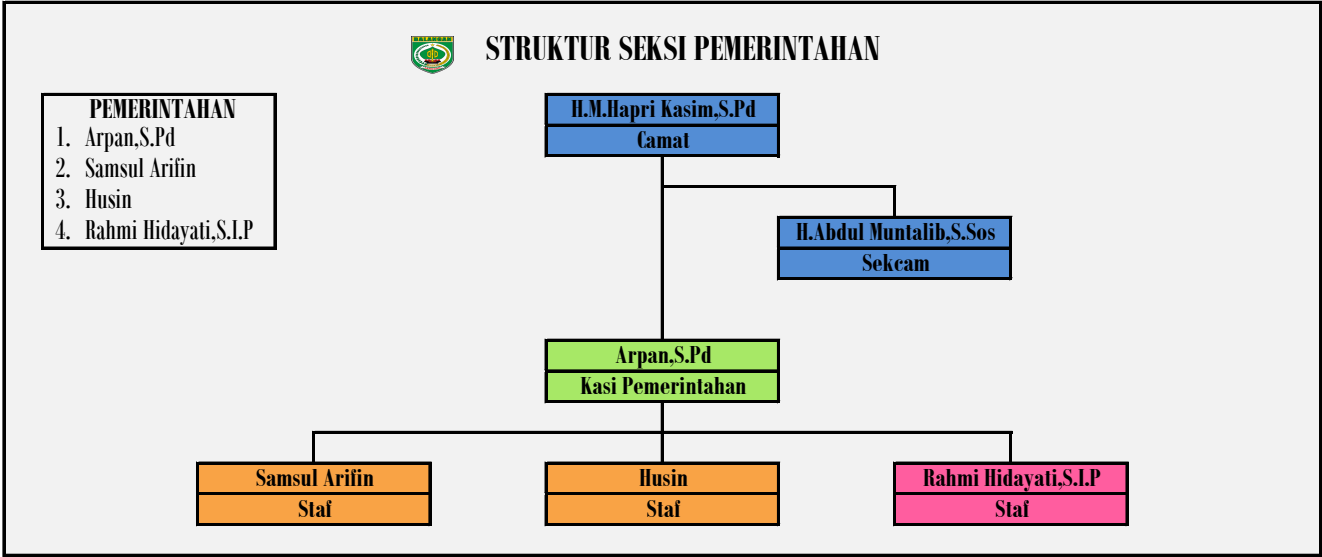 BALANGAN
STRUKTUR SEKSI PEMERINTAHAN
PEMERINTAHAN
1. Arpan,S.Pd
2. Samsul Arifin
3. Husin
4. Rahmi Hidayati,S.I.P
H.M.Hapri Kasim,S.Pd
Camat
H.Abdul Muntalib,S.Sos
Sekcam
Arpan,S.Pd
Kasi Pemerintahan
Samsul Arifin
Staf
Husin
Staf
Rahmi Hidayati,S.I.P
Staf